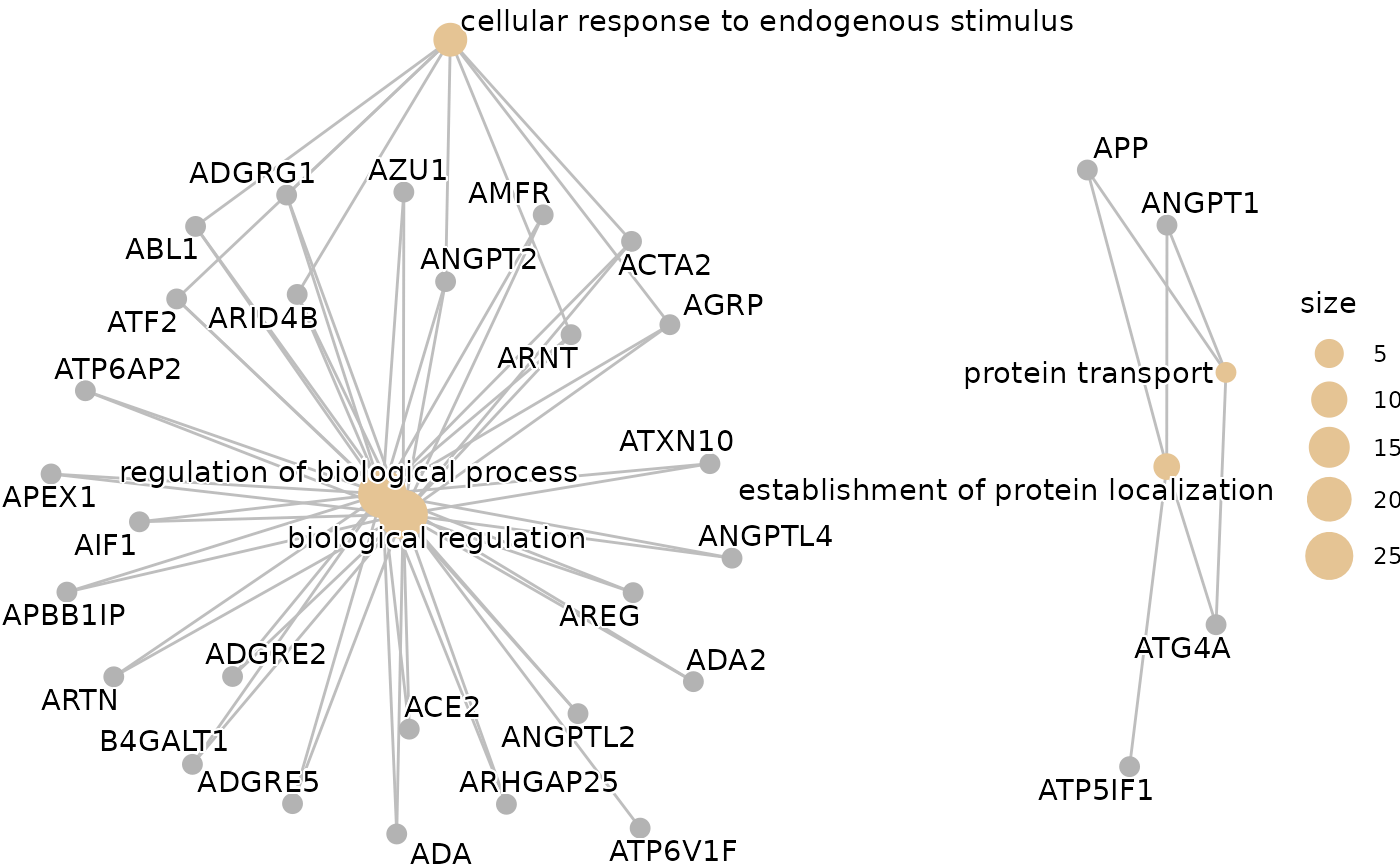 cellular response to endogenous stimulus
APP
ADGRG1
AZU1
AMFR
ANGPT1
ABL1
ANGPT2
ACTA2
AGRP
size
ATF2
ARID4B
ARNT
5
ATP6AP2
protein transport
10
ATXN10
15
regulation of biological process
APEX1
establishment of protein localization
20
AIF1
biological regulation
ANGPTL4
25
APBB1IP
AREG
ADGRE2
ADA2
ATG4A
ARTN
ACE2
B4GALT1
ANGPTL2
ADGRE5
ARHGAP25
ATP5IF1
ADA
ATP6V1F